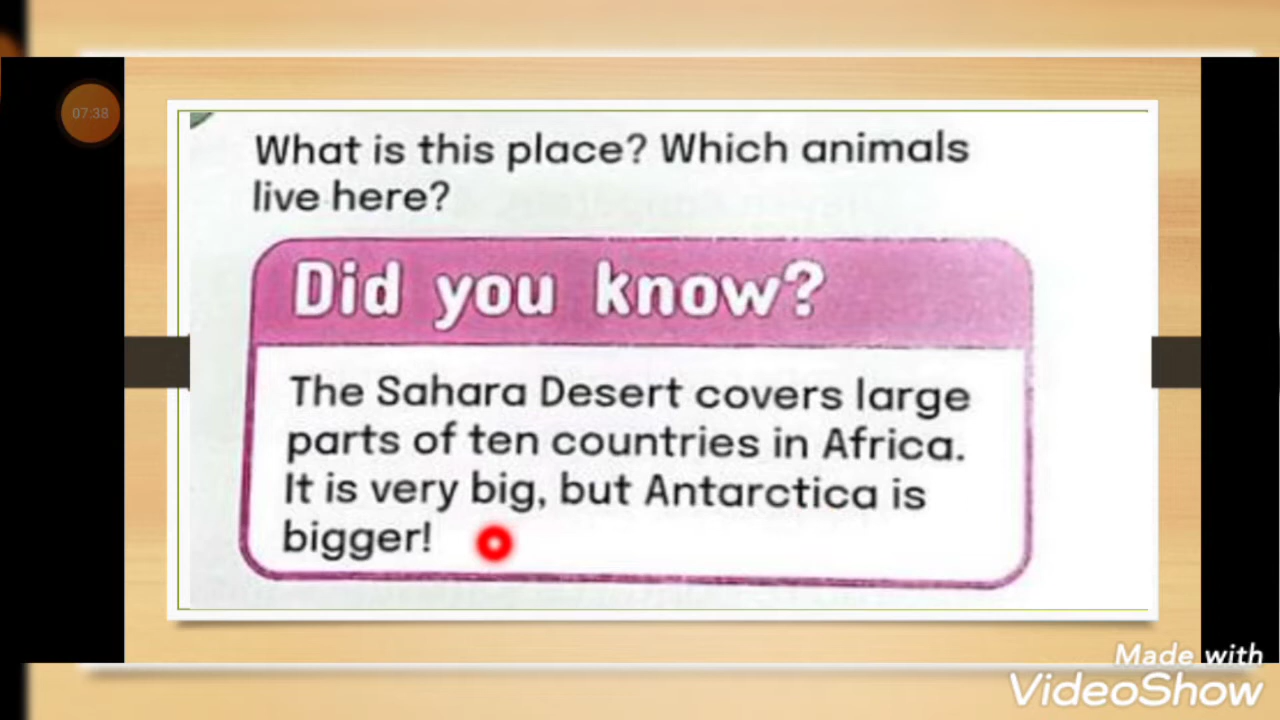 07:38
What is this place? Which animals
live here?
Did you know?
The Sahara Desert covers large
parts of ten countries in Africa.
It is very big, but Antarctica is
bigger!
Made with
VideoShow